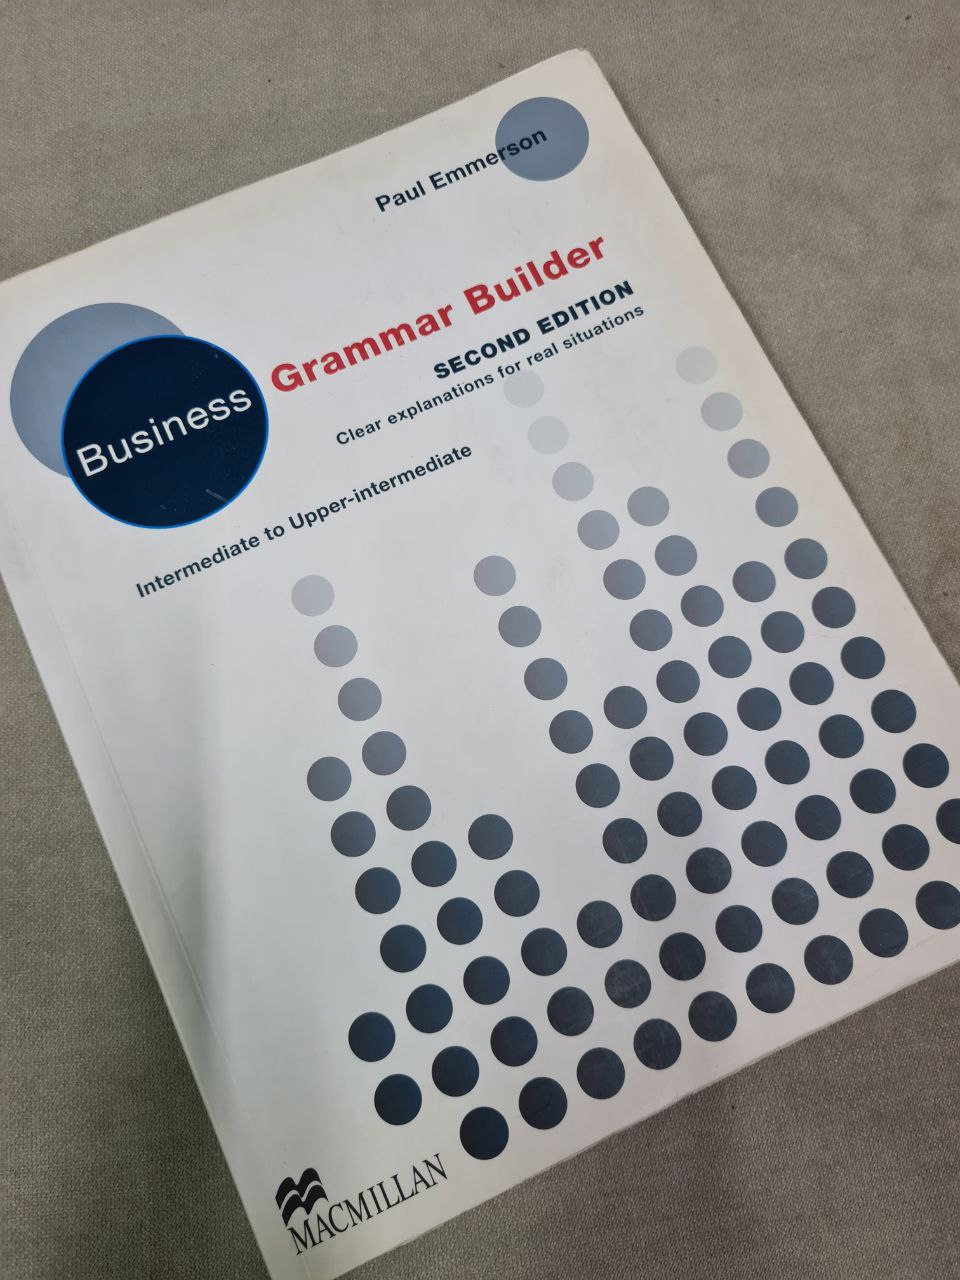 Paul Emmerson
Business Grammar Builder
SECOND EDITION
Clear explanations for real situations
Intermediate to Upper-intermediate
MACMILLAN